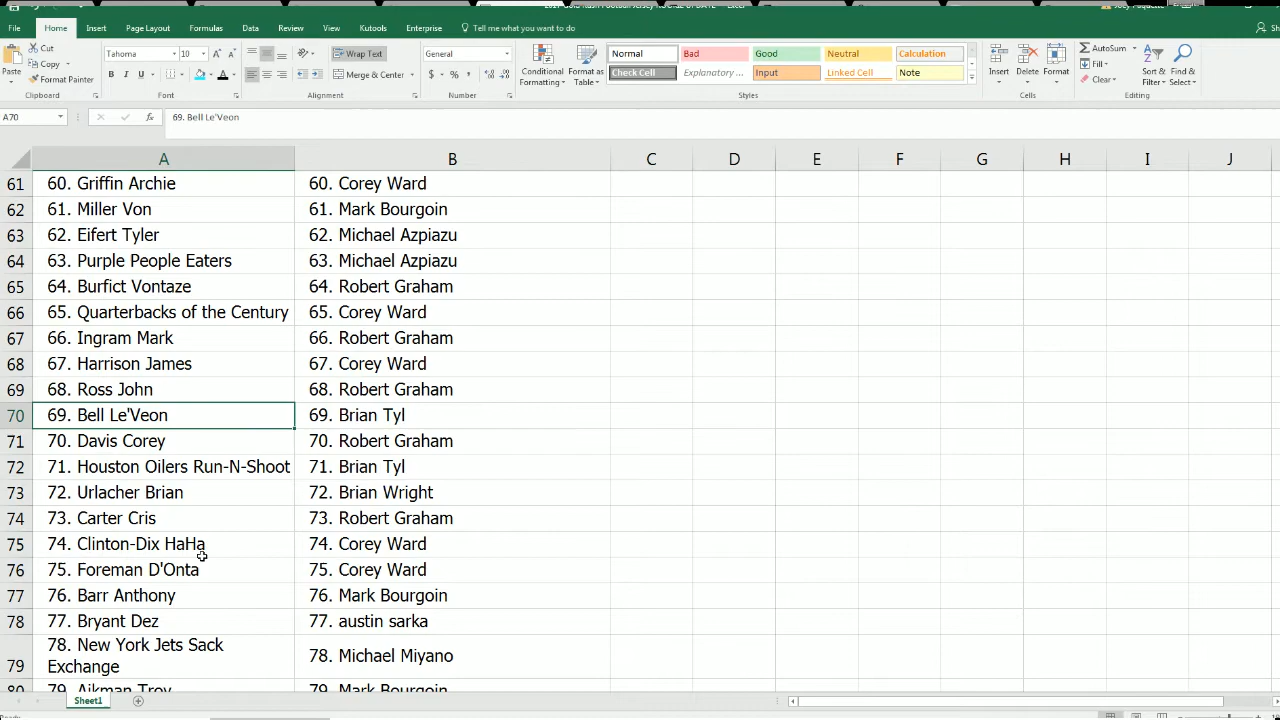 File Home Insert Page Layout Formulas Data Review View Kutools Enterprise Tell me what you want to do
Paste Cut Copy Format Painter
Tahoma 10 B I U
Wrap Text Merge & Center
General $ % ,
Conditional Formatting Format as Table
Normal Bad Good Neutral Calculation
Check Cell Explanatory ... Input Linked Cell Note
Insert Delete Format
AutoSum Fill Clear Sort & Filter Find & Select
Clipboard Font Alignment Number Styles Cells Editing
A70 fx 69. Bell Le'Veon
A B C D E F G H I J
61 60. Griffin Archie 60. Corey Ward
62 61. Miller Von 61. Mark Bourgoin
63 62. Eifert Tyler 62. Michael Azpiazu
64 63. Purple People Eaters 63. Michael Azpiazu
65 64. Burfict Vontaze 64. Robert Graham
66 65. Quarterbacks of the Century 65. Corey Ward
67 66. Ingram Mark 66. Robert Graham
68 67. Harrison James 67. Corey Ward
69 68. Ross John 68. Robert Graham
70 69. Bell Le'Veon 69. Brian Tyl
71 70. Davis Corey 70. Robert Graham
72 71. Houston Oilers Run-N-Shoot 71. Brian Tyl
73 72. Urlacher Brian 72. Brian Wright
74 73. Carter Cris 73. Robert Graham
75 74. Clinton-Dix HaHa 74. Corey Ward
76 75. Foreman D'Onta 75. Corey Ward
77 76. Barr Anthony 76. Mark Bourgoin
78 77. Bryant Dez 77. austin sarka
79 78. New York Jets Sack Exchange 78. Michael Miyano
80 79. Aikman Troy 79. Mark Bourgoin
Sheet1